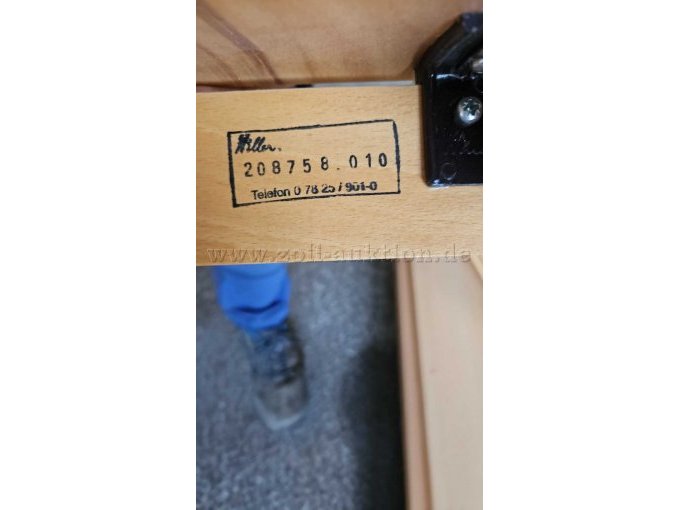 Hiller.
208758.010
Telefon 0 78 25 / 901-0
www.zoll-auktion.de